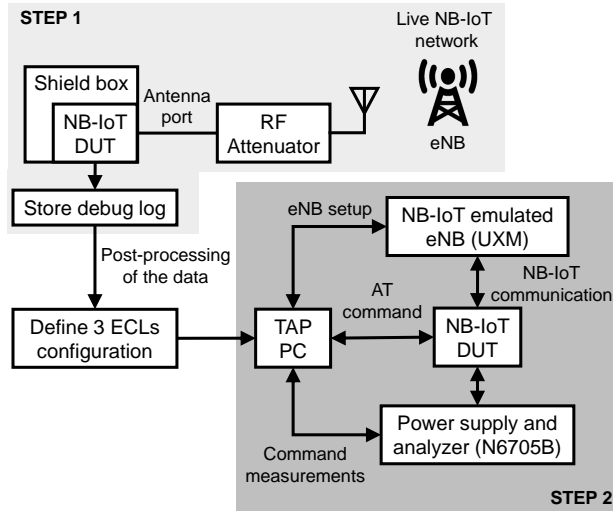 STEP 1
Live NB-IoT
network
Shield box
Antenna
port
NB-IoT
DUT
RF
Attenuator
eNB
Store debug log
eNB setup
NB-IoT emulated
eNB (UXM)
Post-processing
of the data
NB-IoT
communication
AT
command
Define 3 ECLs
configuration
TAP
PC
NB-IoT
DUT
Power supply and
analyzer (N6705B)
Command
measurements
STEP 2